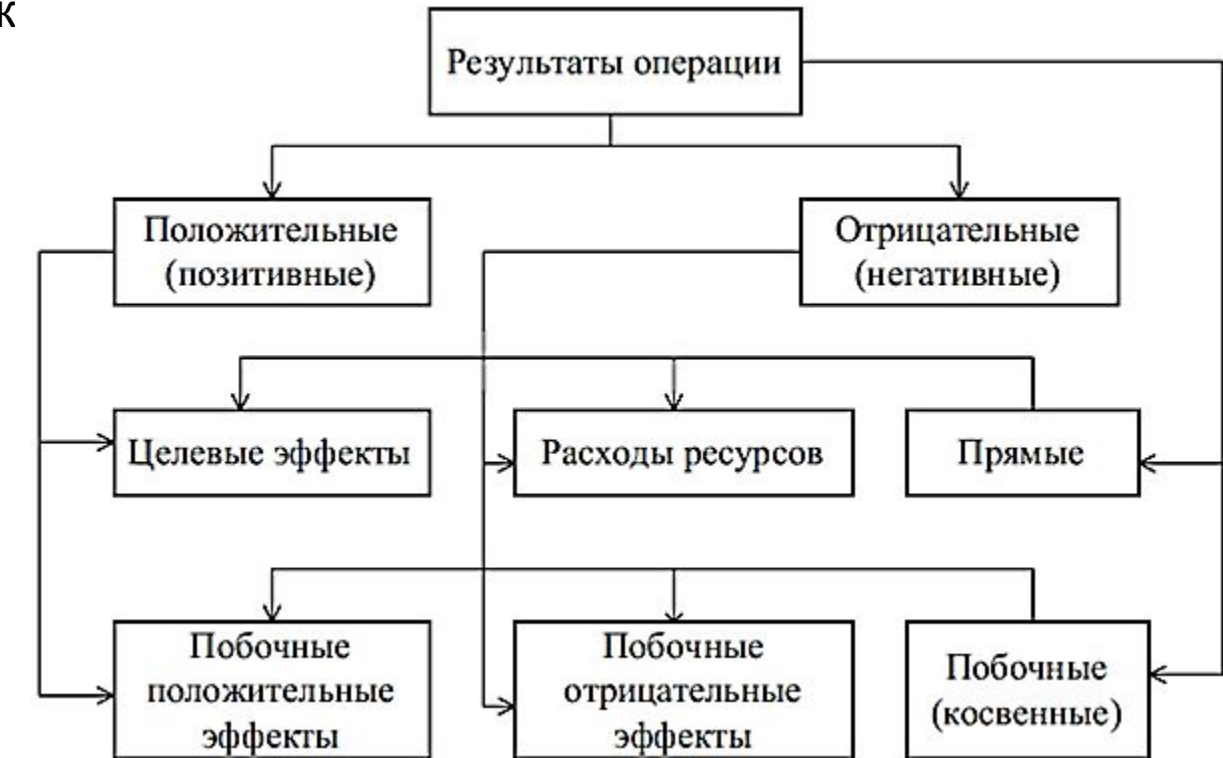 к
Результаты операции
Положительные
(позитивные)
Отрицательные
(негативные)
Целевые эффекты
Расходы ресурсов
Прямые
Побочные
положительные
эффекты
Побочные
отрицательные
эффекты
Побочные
(косвенные)